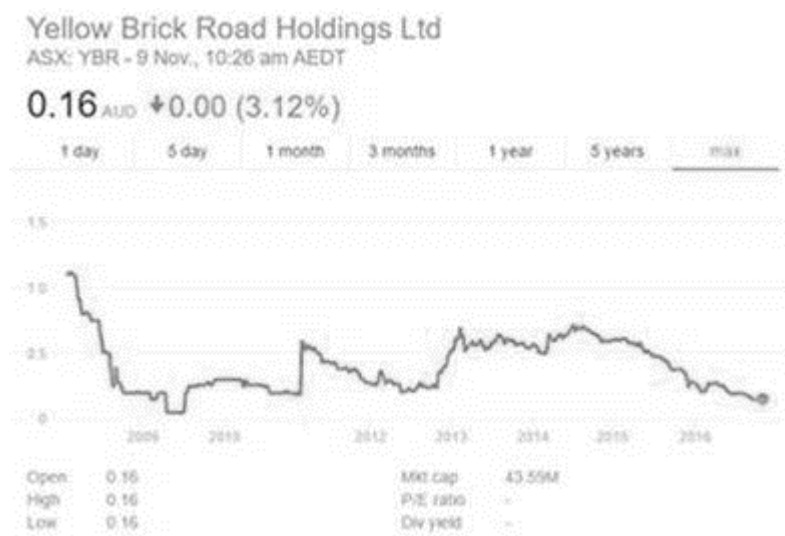 Yellow Brick Road Holdings Ltd
ASX: YBR - 9 Nov., 10:26 am AEDT
0.16 AUD ↓0.00 (3.12%)
1 day 5 day 1 month 3 months 1 year 5 years max
1.5
1.0
0.5
0
2009 2010 2012 2013 2014 2015 2016
Open 0.16 Mkt cap 43.59M
High 0.16 P/E ratio -
Low 0.16 Div yield -